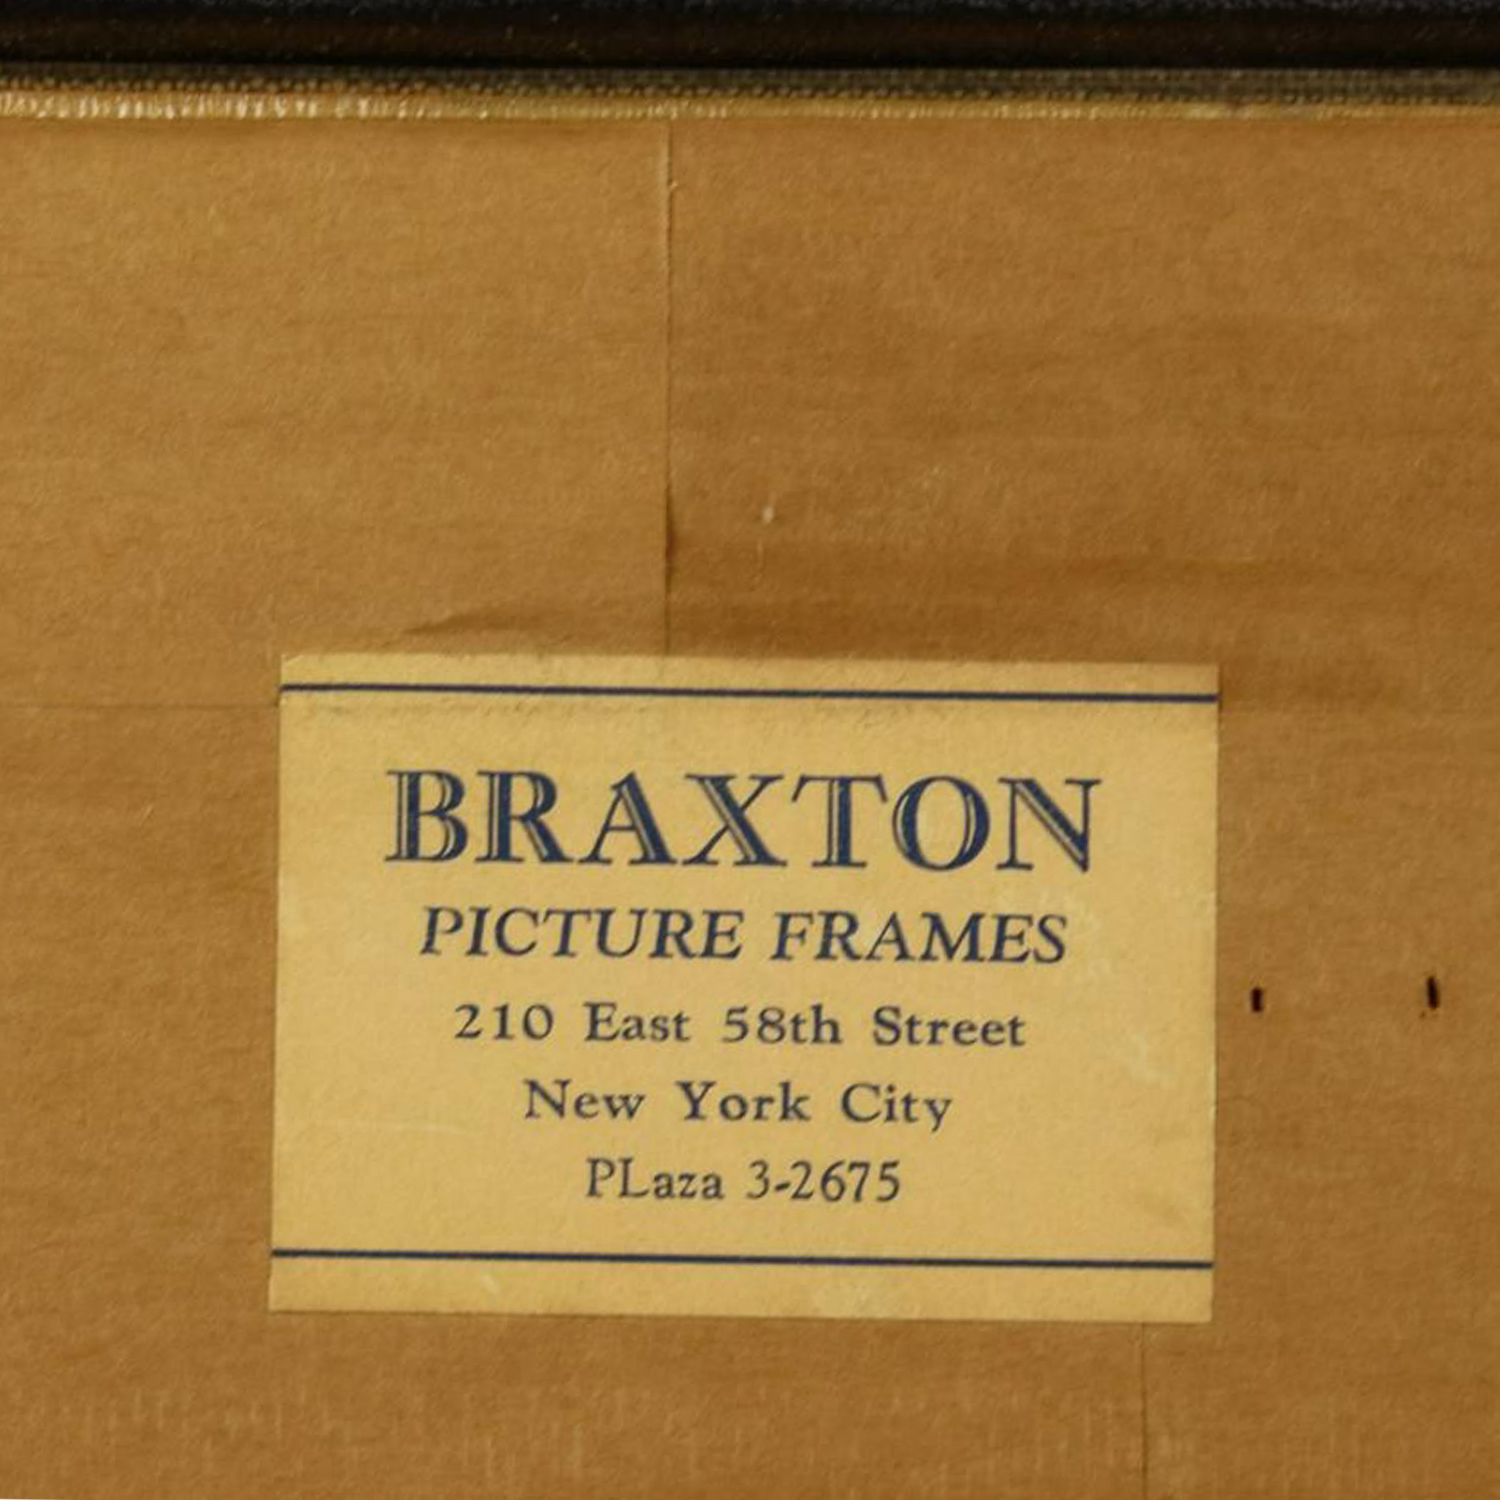 BRAXTON
PICTURE FRAMES
210 East 58th Street
New York City
PLaza 3-2675